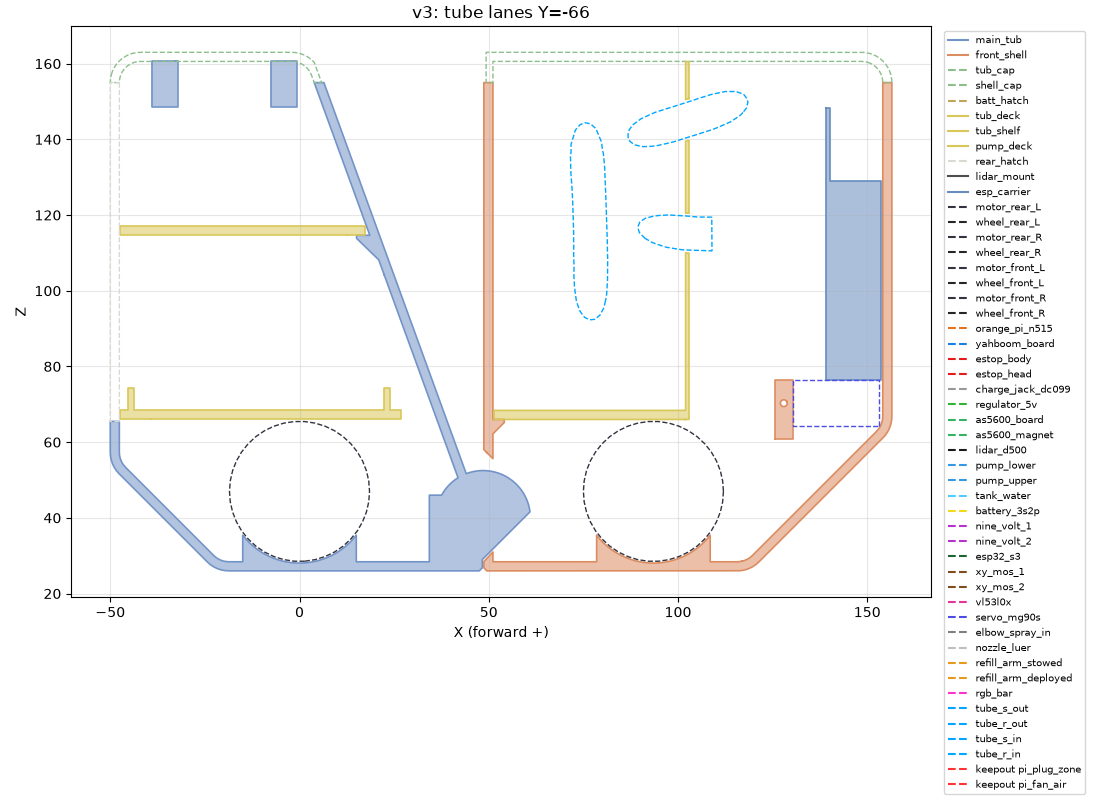 v3: tube lanes Y=-66
Z
160
140
120
100
80
60
40
20
−50
0
50
100
150
X (forward +)
main_tub
front_shell
tub_cap
shell_cap
batt_hatch
tub_deck
tub_shelf
pump_deck
rear_hatch
lidar_mount
esp_carrier
motor_rear_L
wheel_rear_L
motor_rear_R
wheel_rear_R
motor_front_L
wheel_front_L
motor_front_R
wheel_front_R
orange_pi_n515
yahboom_board
estop_body
estop_head
charge_jack_dc099
regulator_5v
as5600_board
as5600_magnet
lidar_d500
pump_lower
pump_upper
tank_water
battery_3s2p
nine_volt_1
nine_volt_2
esp32_s3
xy_mos_1
xy_mos_2
vl53l0x
servo_mg90s
elbow_spray_in
nozzle_luer
refill_arm_stowed
refill_arm_deployed
rgb_bar
tube_s_out
tube_r_out
tube_s_in
tube_r_in
keepout pi_plug_zone
keepout pi_fan_air